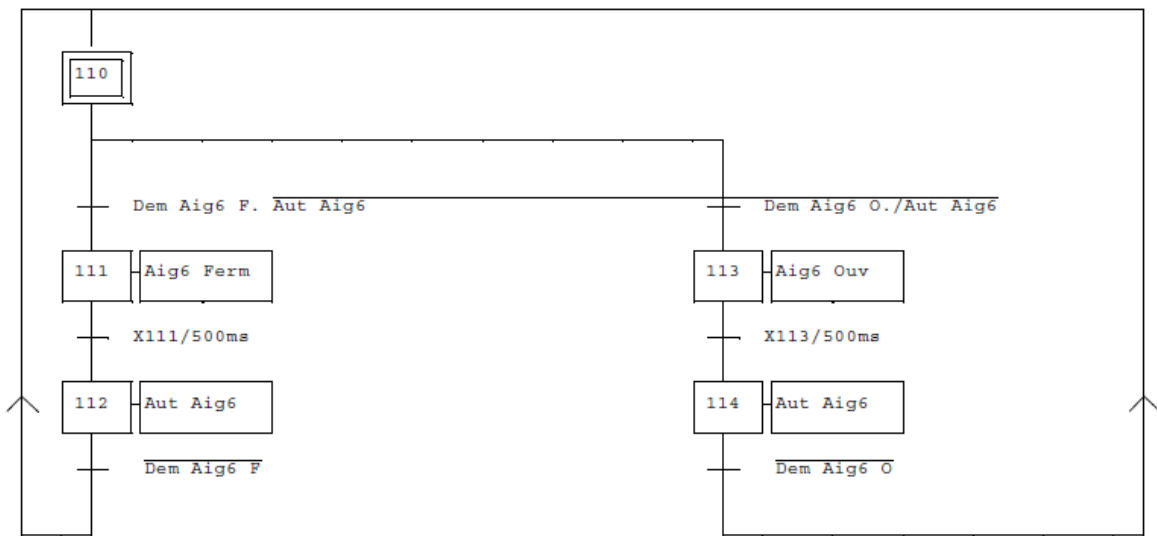 110
Dem Aig6 F. Aut Aig6
Dem Aig6 O./Aut Aig6
111
Aig6 Ferm
113
Aig6 Ouv
X111/500ms
X113/500ms
112
Aut Aig6
114
Aut Aig6
Dem Aig6 F
Dem Aig6 O